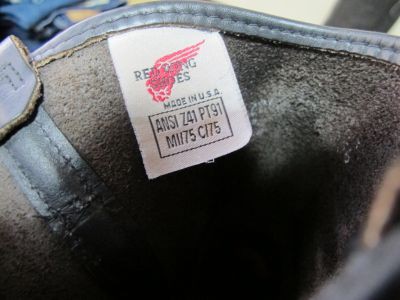 RED WING
SHOES
MADE IN U.S.A.
ANSI Z41 PT91
MI/75 C/75